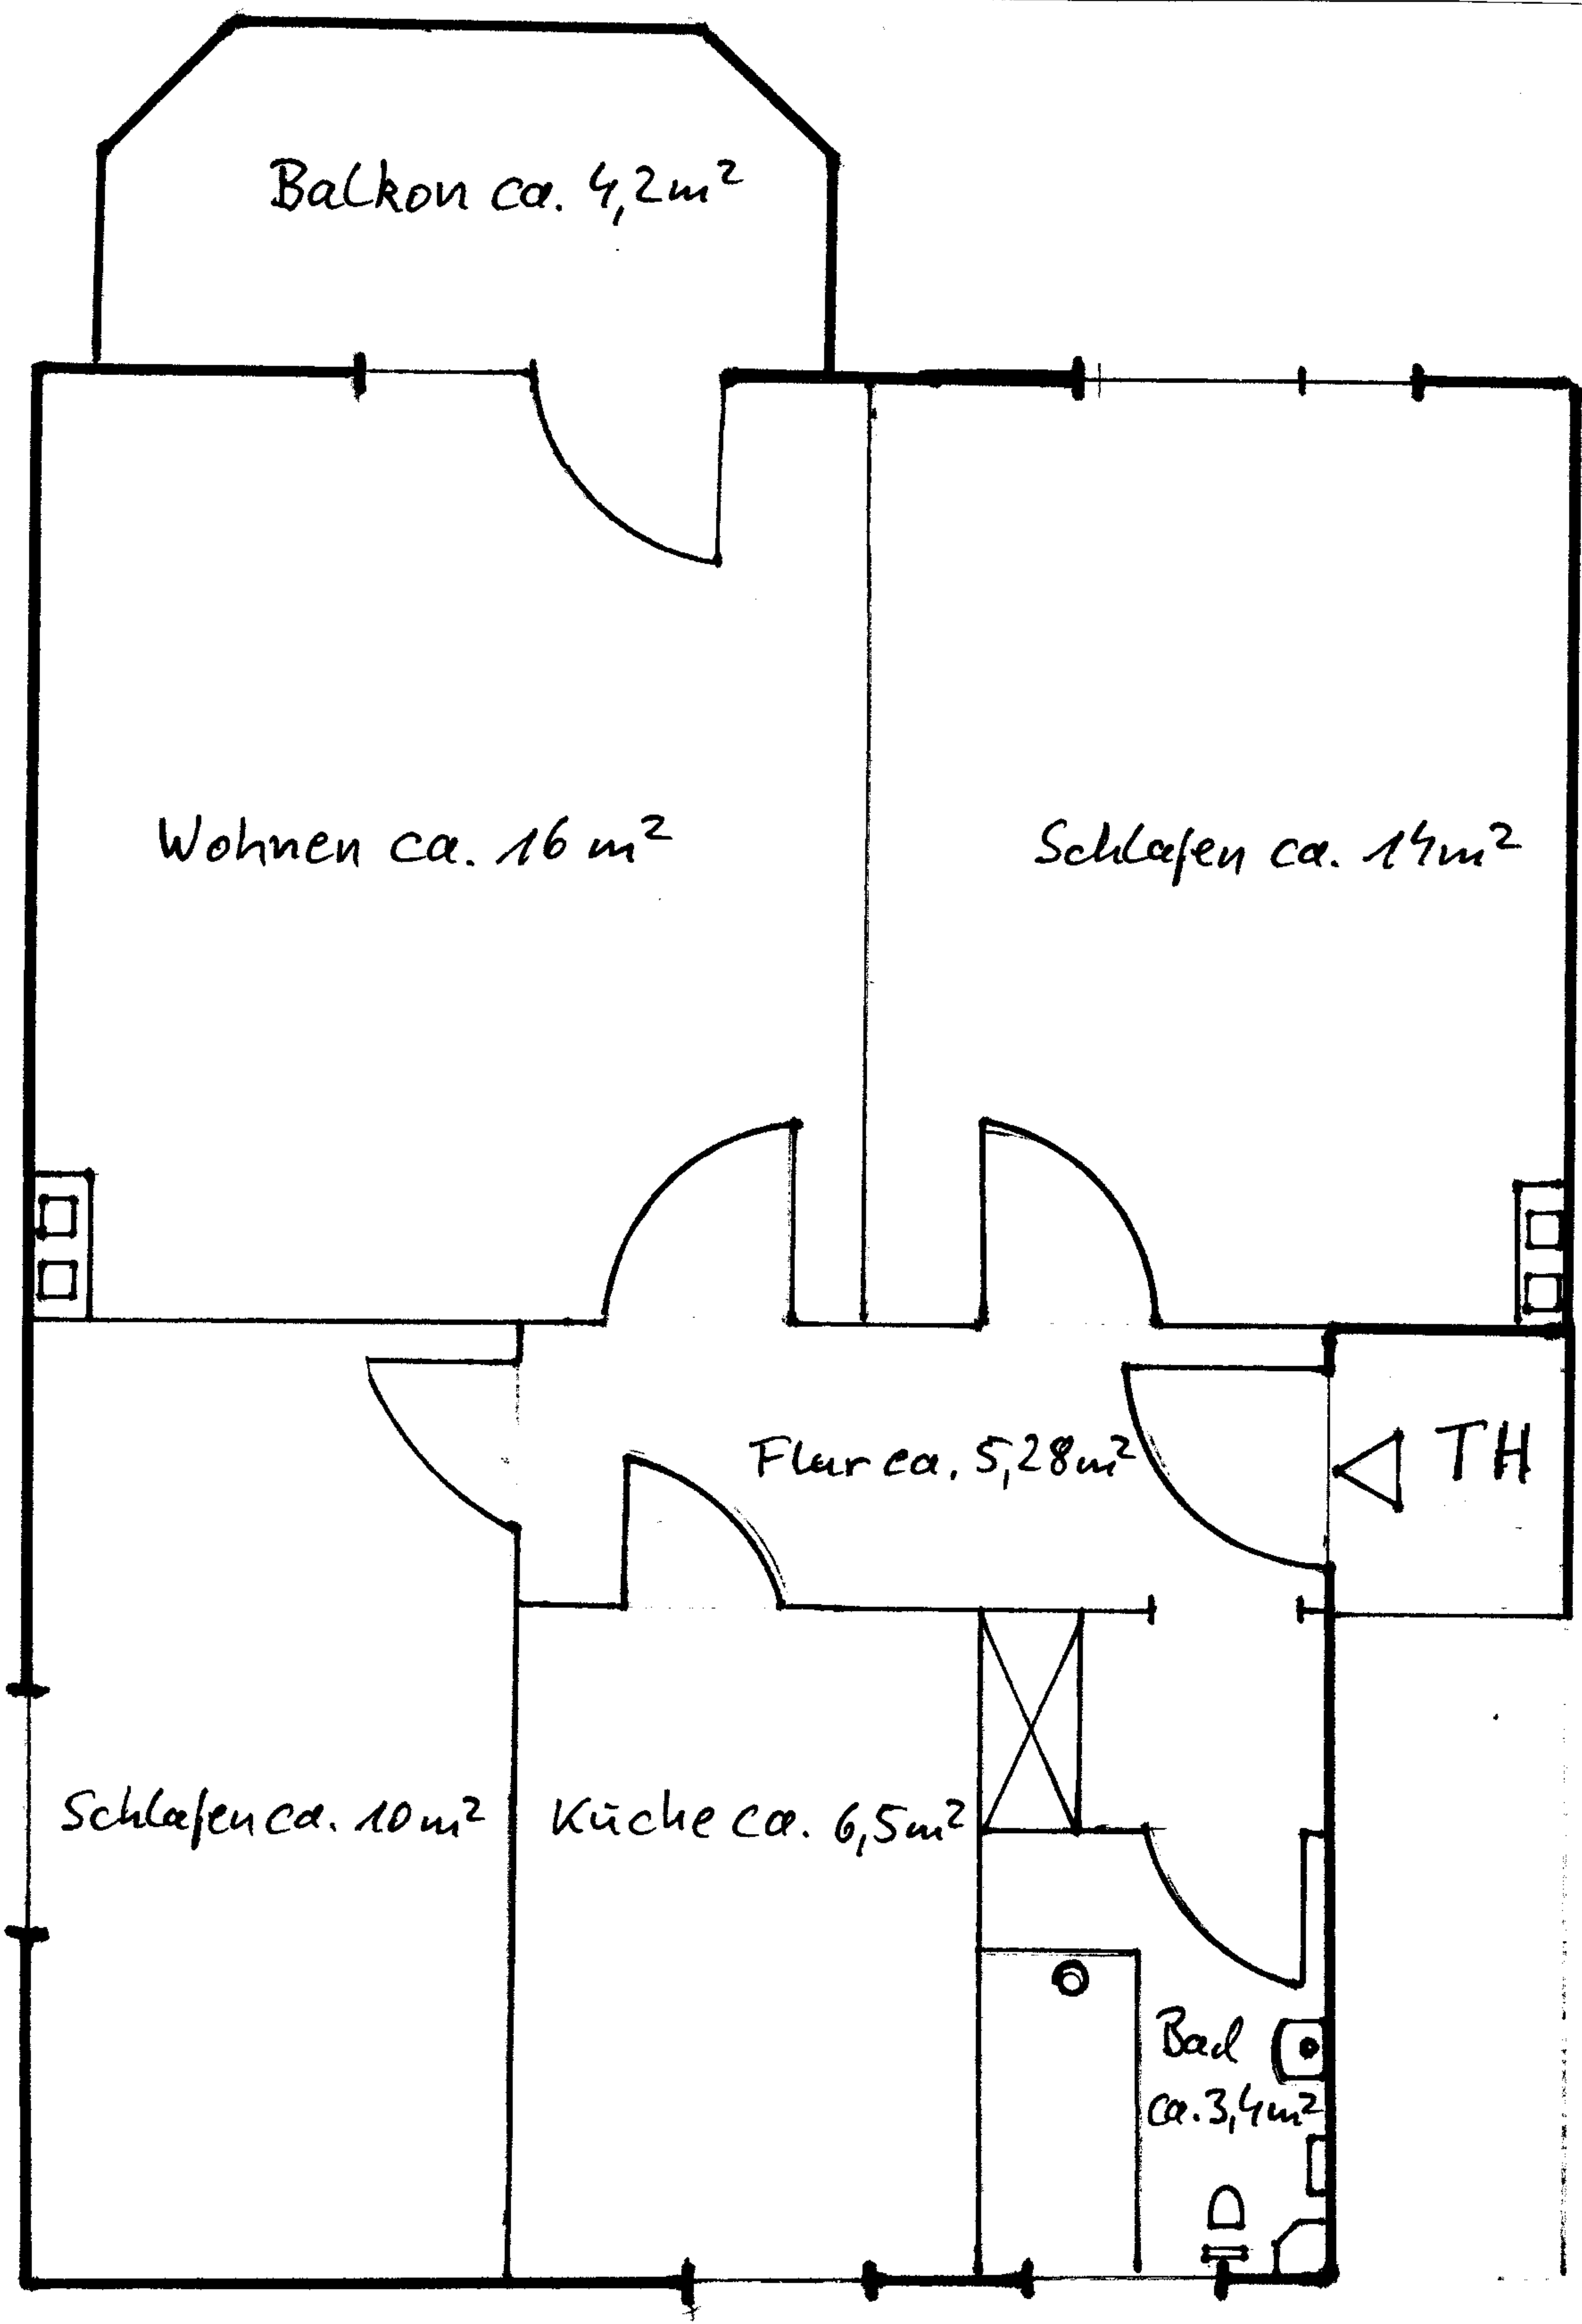 Balkon ca. 4,2m²
Wohnen ca. 16 m²
Schlafen ca. 14m²
Flur ca. 5,28m²
TH
Schlafen ca. 10m²
Küche ca. 6,5m²
Bad
ca. 3,4m²